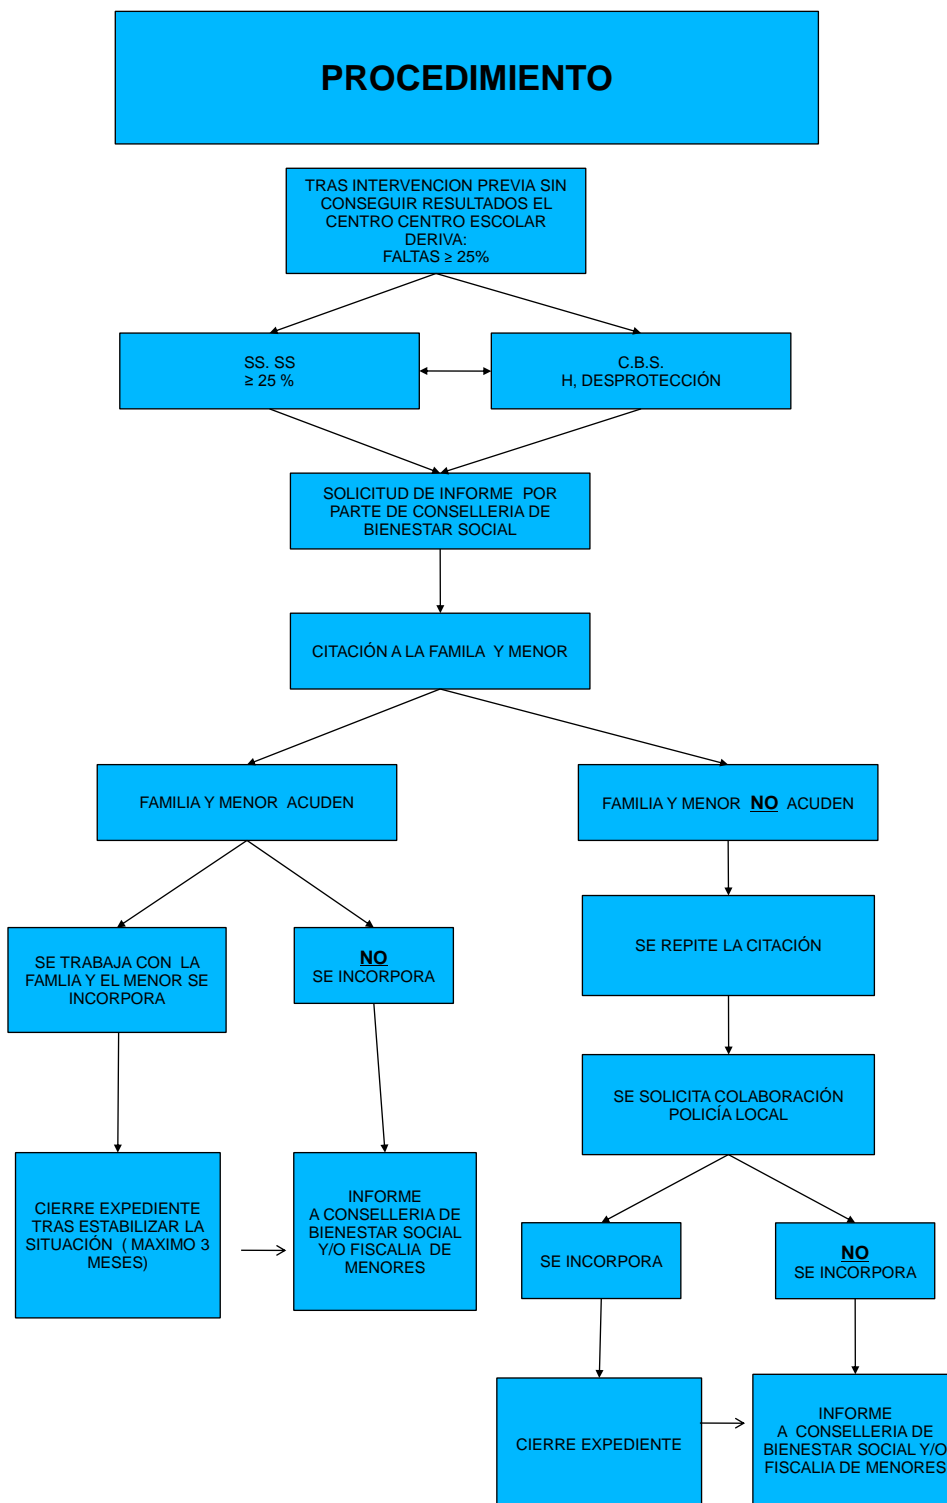 PROCEDIMIENTO
TRAS INTERVENCION PREVIA SIN
CONSEGUIR RESULTADOS EL
CENTRO CENTRO ESCOLAR
DERIVA:
FALTAS ≥ 25%
SS. SS
≥ 25 %
C.B.S.
H, DESPROTECCIÓN
SOLICITUD DE INFORME POR
PARTE DE CONSELLERIA DE
BIENESTAR SOCIAL
CITACIÓN A LA FAMILA Y MENOR
FAMILIA Y MENOR ACUDEN
FAMILIA Y MENOR NO ACUDEN
SE TRABAJA CON LA
FAMLIA Y EL MENOR SE
INCORPORA
NO
SE INCORPORA
SE REPITE LA CITACIÓN
SE SOLICITA COLABORACIÓN
POLICÍA LOCAL
CIERRE EXPEDIENTE
TRAS ESTABILIZAR LA
SITUACIÓN ( MAXIMO 3
MESES)
INFORME
A CONSELLERIA DE
BIENESTAR SOCIAL
Y/O FISCALIA DE
MENORES
SE INCORPORA
NO
SE INCORPORA
CIERRE EXPEDIENTE
INFORME
A CONSELLERIA DE
BIENESTAR SOCIAL Y/O
FISCALIA DE MENORES